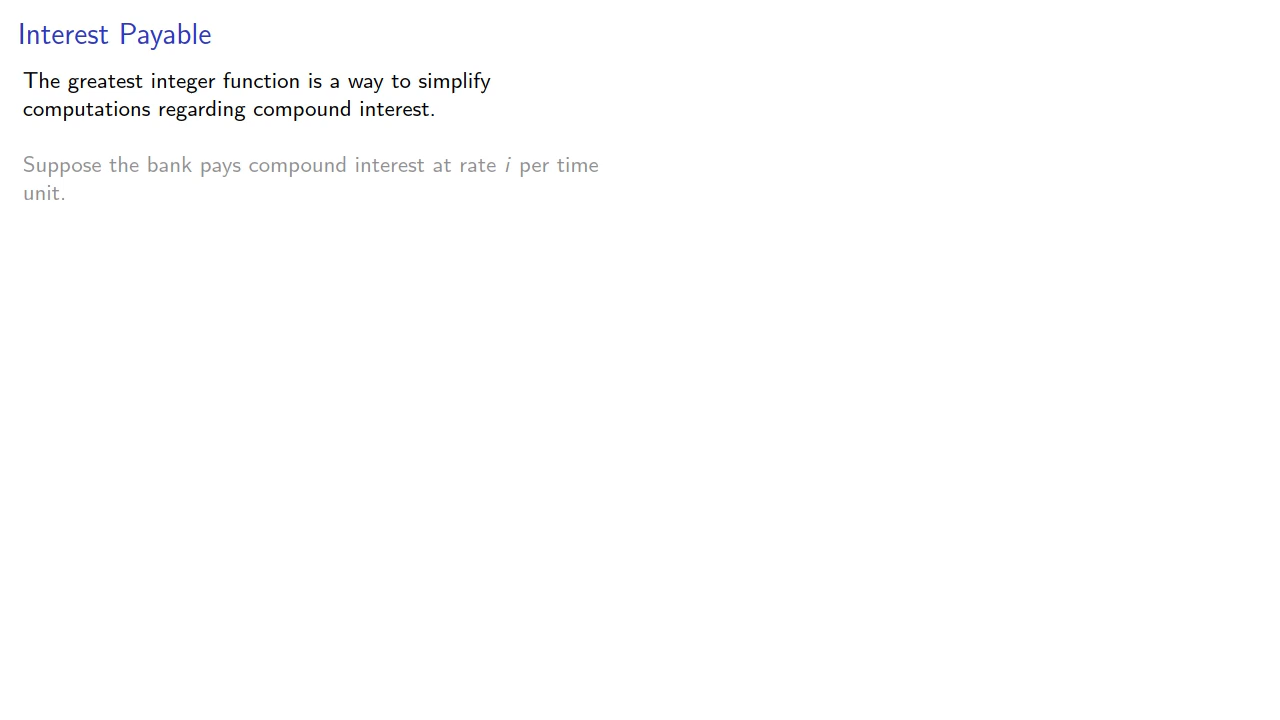 Interest Payable
The greatest integer function is a way to simplify
computations regarding compound interest.
Suppose the bank pays compound interest at rate i per time
unit.